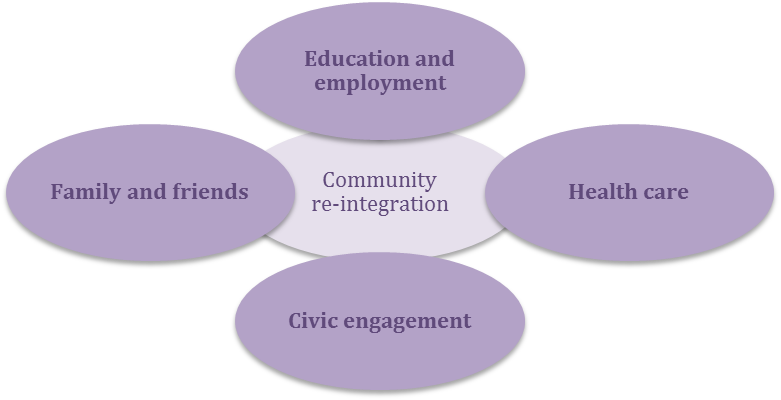 Education and
employment
Family and friends
Community
re-integration
Health care
Civic engagement